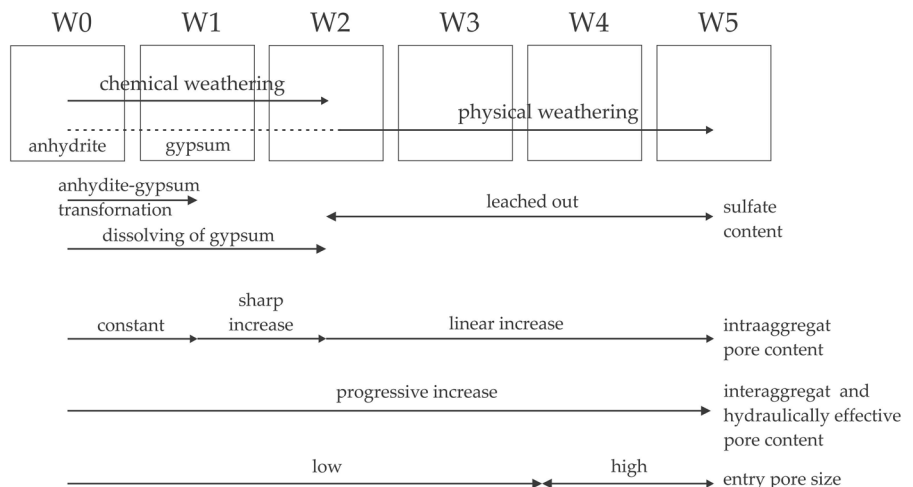 W0 W1 W2 W3 W4 W5
chemical weathering
physical weathering
anhydrite gypsum
anhydite-gypsum
transfornation
leached out
sulfate
content
dissolving of gypsum
sharp
increase
constant
linear increase
intraaggregat
pore content
progressive increase
interaggregat and
hydraulically effective
pore content
low
high
entry pore size